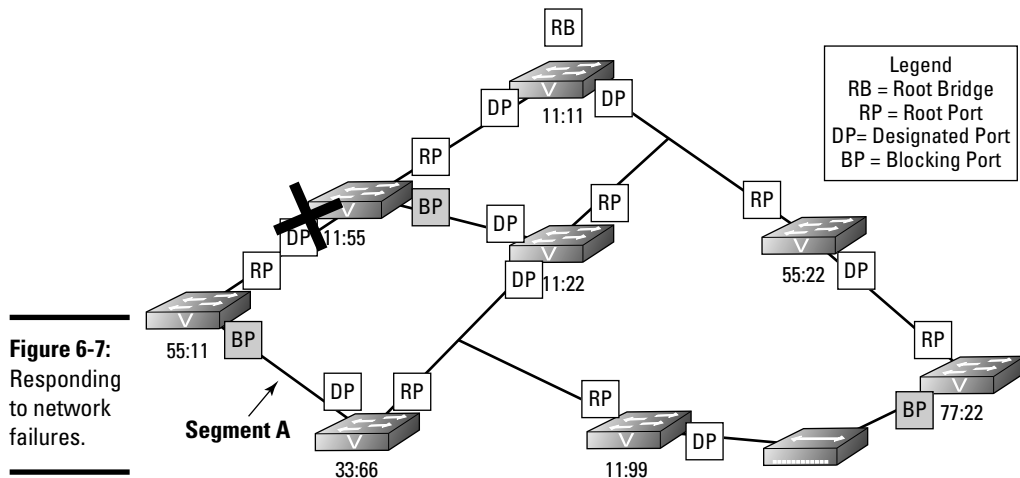 RB
Legend
RB = Root Bridge
RP = Root Port
DP= Designated Port
BP = Blocking Port
DP
DP
11:11
RP
BP
RP
RP
DP
DP
11:55
RP
DP
11:22
55:22
DP
55:11
BP
RP
Figure 6-7:
Responding
to network
failures.
Segment A
DP
RP
33:66
RP
DP
11:99
BP
77:22